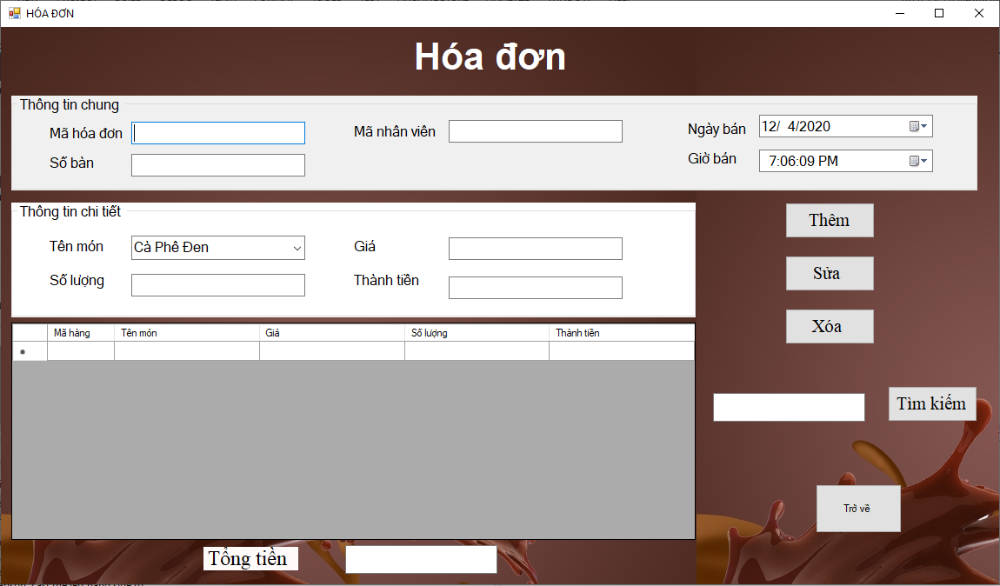 HÓA ĐƠN
Hóa đơn
Thông tin chung
Mã hóa đơn
Mã nhân viên
Ngày bán
12/ 4/2020
Số bàn
Giờ bán
7:06:09 PM
Thông tin chi tiết
Tên món
Cà Phê Đen
Giá
Số lượng
Thành tiền
Thêm
Sửa
Xóa
Mã hàng Tên món Giá Số lượng Thành tiền
*
Tìm kiếm
Trở về
Tổng tiền